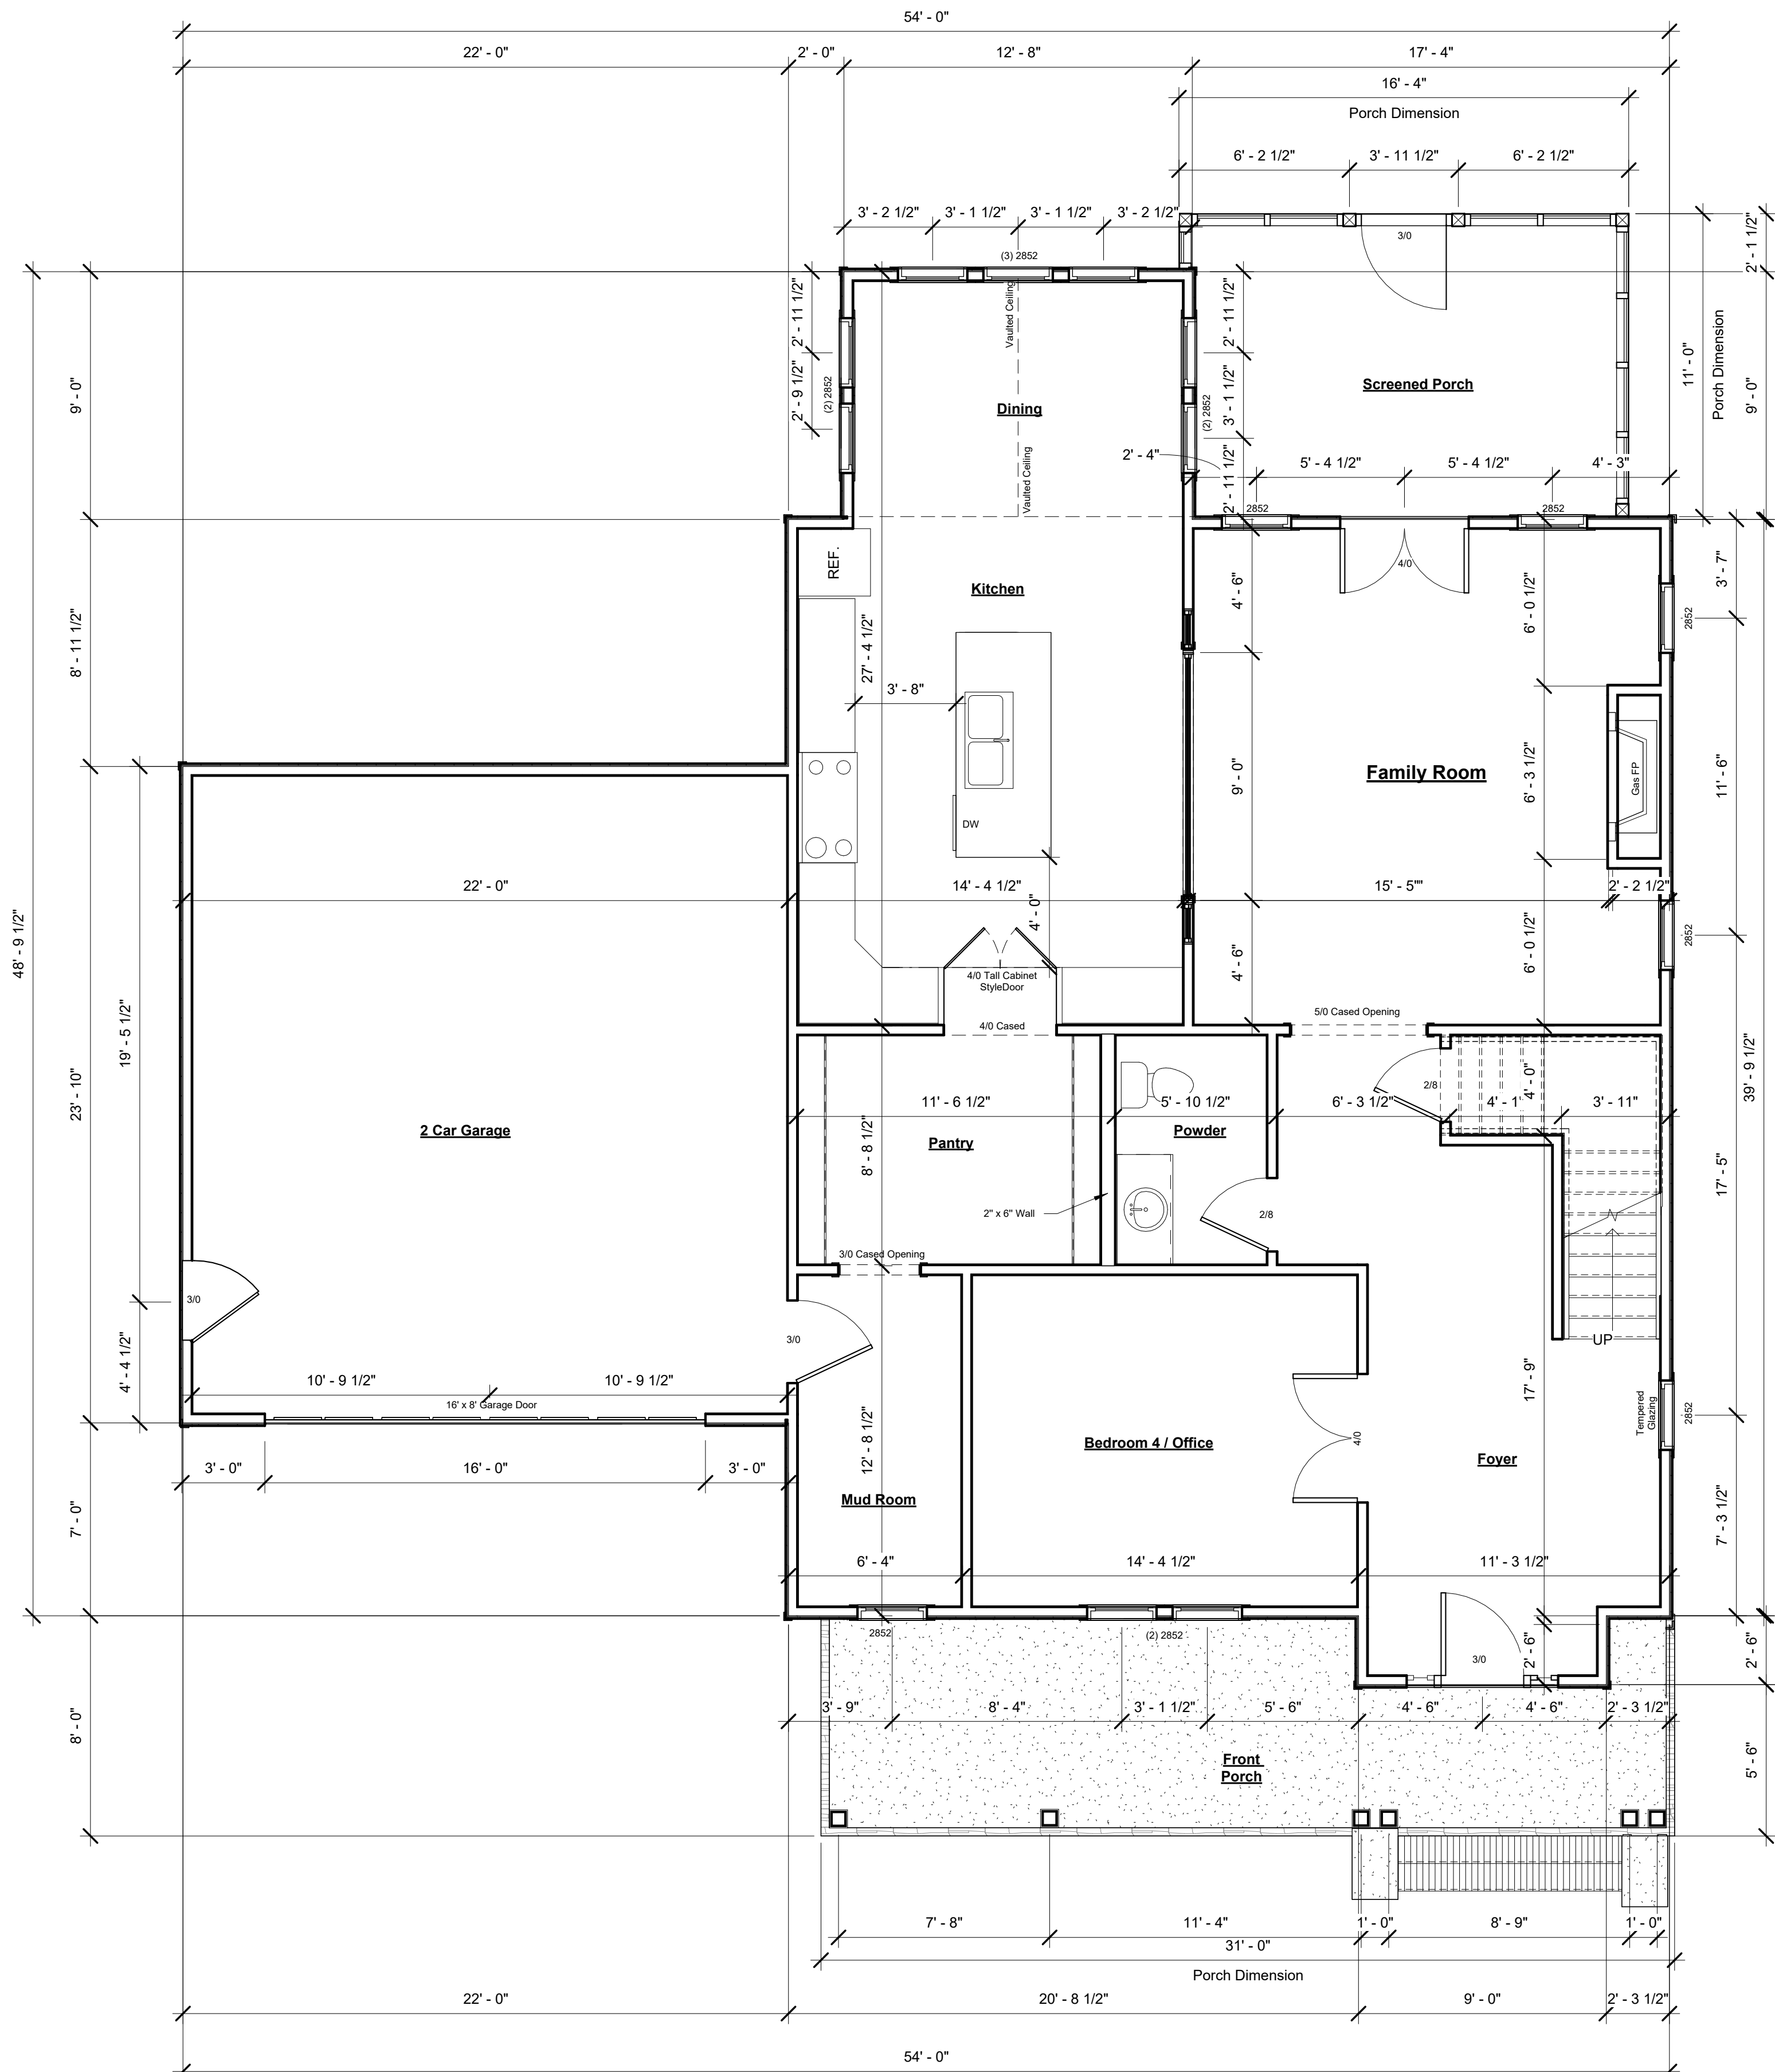 54' - 0"
22' - 0"
2' - 0"
12' - 8"
17' - 4"
16' - 4"
Porch Dimension
6' - 2 1/2"
3' - 11 1/2"
6' - 2 1/2"
3' - 2 1/2"
3' - 1 1/2"
3' - 1 1/2"
3' - 2 1/2"
2' - 1 1/2"
3/0
(3) 2852
Vaulted Ceiling
2' - 11 1/2"
2' - 9 1/2"
(2) 2852
2' - 11 1/2"
3' - 1 1/2"
2' - 11 1/2"
(2) 2852
11' - 0"
Porch Dimension
9' - 0"
9' - 0"
Screened Porch
Dining
Vaulted Ceiling
2' - 4"
5' - 4 1/2"
5' - 4 1/2"
4' - 3"
2852
2852
REF.
4/0
Kitchen
4' - 6"
6' - 0 1/2"
3' - 7"
2852
8' - 11 1/2"
27' - 4 1/2"
3' - 8"
9' - 0"
Family Room
6' - 3 1/2"
Gas FP
11' - 6"
DW
48' - 9 1/2"
22' - 0"
14' - 4 1/2"
15' - 5""
2' - 2 1/2"
4' - 0"
4' - 6"
6' - 0 1/2"
2852
4/0 Tall Cabinet
StyleDoor
19' - 5 1/2"
4/0 Cased
5/0 Cased Opening
39' - 9 1/2"
23' - 10"
2/8
4' - 0"
11' - 6 1/2"
5' - 10 1/2"
6' - 3 1/2"
4' - 1"
3' - 11"
2 Car Garage
Pantry
Powder
8' - 8 1/2"
17' - 5"
2" x 6" Wall
2/8
3/0 Cased Opening
3/0
3/0
UP
4' - 4 1/2"
10' - 9 1/2"
10' - 9 1/2"
16' x 8' Garage Door
17' - 9"
Tempered
Glazing
2852
12' - 8 1/2"
Bedroom 4 / Office
4/0
Foyer
3' - 0"
16' - 0"
3' - 0"
Mud Room
7' - 0"
7' - 3 1/2"
6' - 4"
14' - 4 1/2"
11' - 3 1/2"
2852
(2) 2852
3/0
2' - 6"
2' - 6"
3' - 9"
8' - 4"
3' - 1 1/2"
5' - 6"
4' - 6"
4' - 6"
2' - 3 1/2"
8' - 0"
Front
Porch
5' - 6"
7' - 8"
11' - 4"
1' - 0"
8' - 9"
1' - 0"
31' - 0"
Porch Dimension
22' - 0"
20' - 8 1/2"
9' - 0"
2' - 3 1/2"
54' - 0"